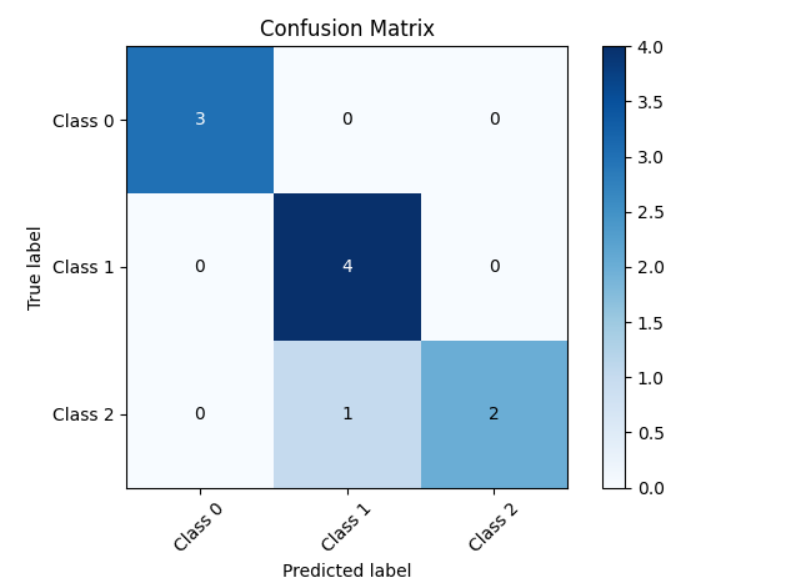 Confusion Matrix
Class 0
3
0
0
Class 1
0
4
0
Class 2
0
1
2
True label
Class 0
Class 1
Class 2
Predicted label
4.0
3.5
3.0
2.5
2.0
1.5
1.0
0.5
0.0